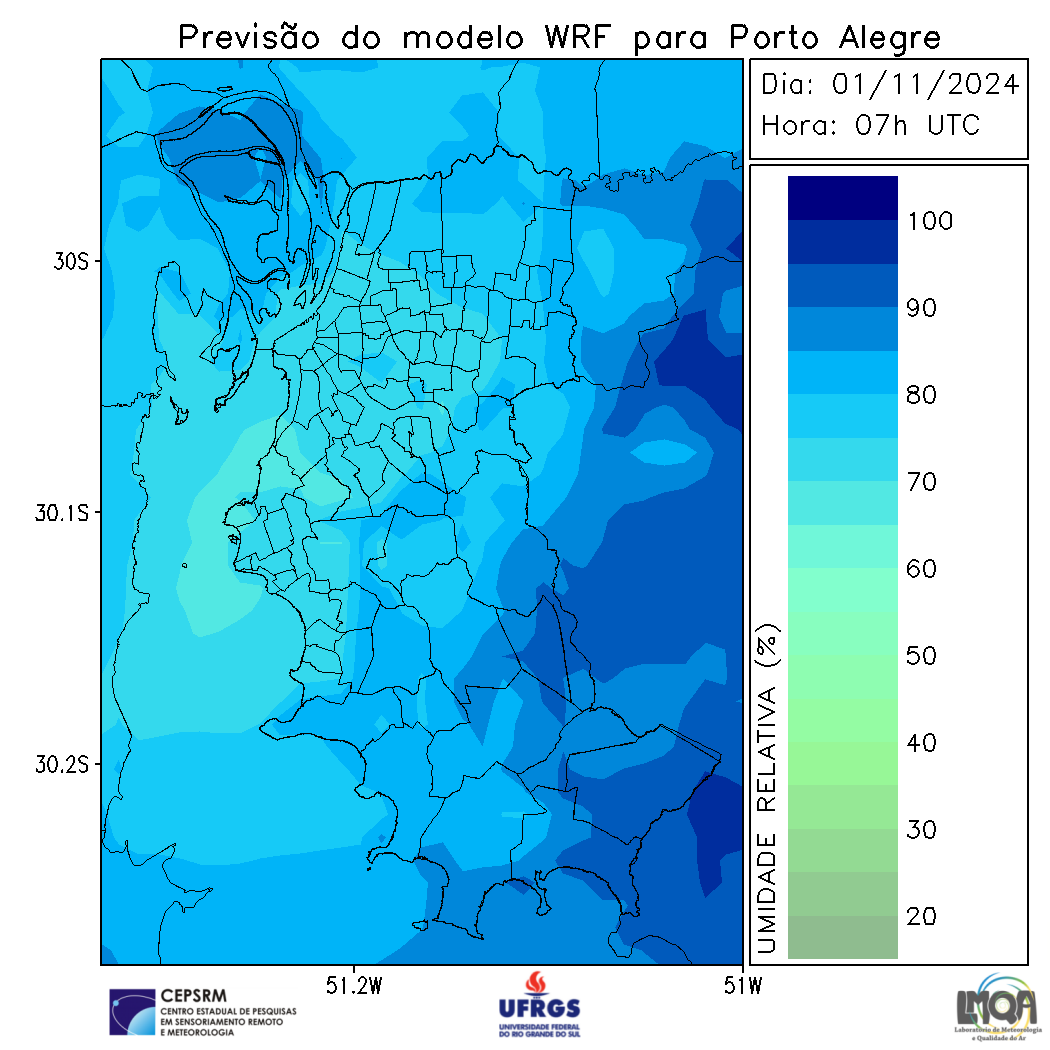 Previsão do modelo WRF para Porto Alegre
Dia: 01/11/2024
Hora: 07h UTC
30S
30.1S
30.2S
51.2W
51W
UMIDADE RELATIVA (%)
100
90
80
70
60
50
40
30
20
CEPSRM
CENTRO ESTADUAL DE PESQUISAS
EM SENSORIAMENTO REMOTO
E METEOROLOGIA
UFRGS
UNIVERSIDADE FEDERAL
DO RIO GRANDE DO SUL
LMQA
Laboratório de Meteorologia
e Qualidade do Ar